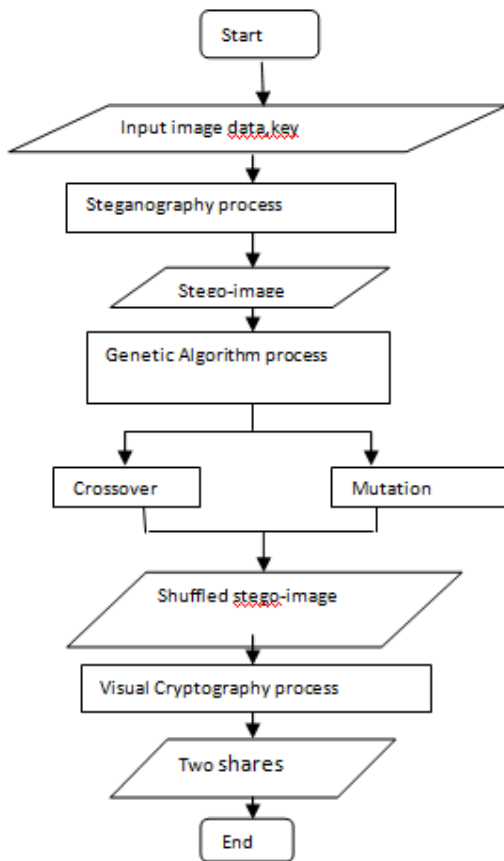 Start
Input image data,key
Steganography process
Stego-image
Genetic Algorithm process
Crossover
Mutation
Shuffled stego-image
Visual Cryptography process
Two shares
End